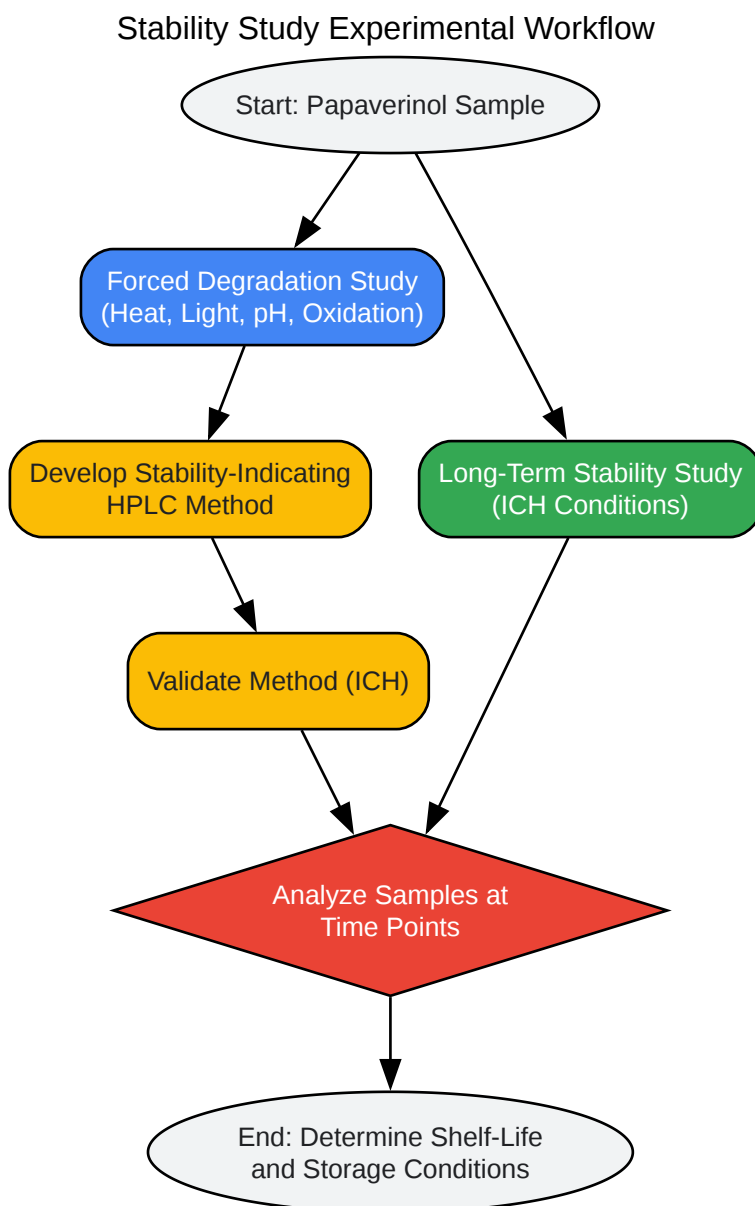 Stability Study Experimental Workflow
Start: Papaverinol Sample
Forced Degradation Study
(Heat, Light, pH, Oxidation)
Develop Stability-Indicating
HPLC Method
Long-Term Stability Study
(ICH Conditions)
Validate Method (ICH)
Analyze Samples at
Time Points
End: Determine Shelf-Life
and Storage Conditions